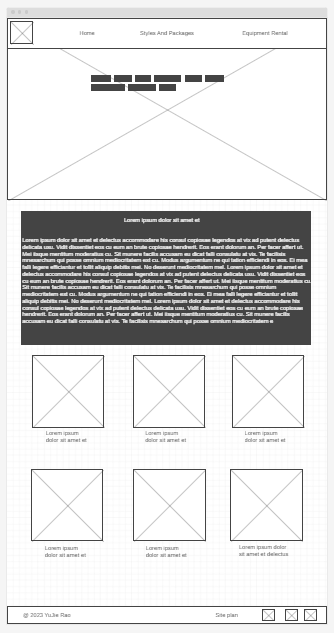 Home Styles And Packages Equipment Rental
Lorem ipsum dolor sit amet et
Lorem ipsum dolor sit amet et delectus accommodare his consul copiosae legendos at vix ad putent delectus
delicata usu. Vidit dissentiet eos cu eum an brute copiosae hendrerit. Eos erant dolorum an. Per facer affert ut.
Mei iisque mentitum moderatius cu. Sit munere facilis accusam eu dicat falli consulatu at vis. Te facilisis
mnesarchum qui posse omnium mediocritatem est cu. Modus argumentum ne qui tation efficiendi in eos. Ei mea
falli legere efficiantur et tollit aliquip debitis mei. No deserunt mediocritatem mel. Lorem ipsum dolor sit amet et
delectus accommodare his consul copiosae legendos at vix ad putent delectus delicata usu. Vidit dissentiet eos
cu eum an brute copiosae hendrerit. Eos erant dolorum an. Per facer affert ut. Mei iisque mentitum moderatius cu.
Sit munere facilis accusam eu dicat falli consulatu at vis. Te facilisis mnesarchum qui posse omnium
mediocritatem est cu. Modus argumentum ne qui tation efficiendi in eos. Ei mea falli legere efficiantur et tollit
aliquip debitis mei. No deserunt mediocritatem mel. Lorem ipsum dolor sit amet et delectus accommodare his
consul copiosae legendos at vix ad putent delectus delicata usu. Vidit dissentiet eos cu eum an brute copiosae
hendrerit. Eos erant dolorum an. Per facer affert ut. Mei iisque mentitum moderatius cu. Sit munere facilis
accusam eu dicat falli consulatu at vis. Te facilisis mnesarchum qui posse omnium mediocritatem e
Lorem ipsum
dolor sit amet et
Lorem ipsum
dolor sit amet et
Lorem ipsum
dolor sit amet et
Lorem ipsum
dolor sit amet et
Lorem ipsum
dolor sit amet et
Lorem ipsum dolor
sit amet et delectus
@ 2023 YuJie Rao Site plan